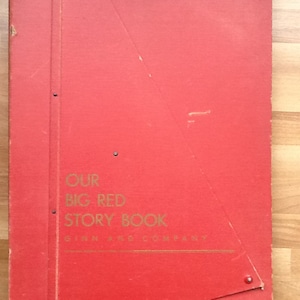 OUR
BIG RED
STORY BOOK
GINN AND COMPANY